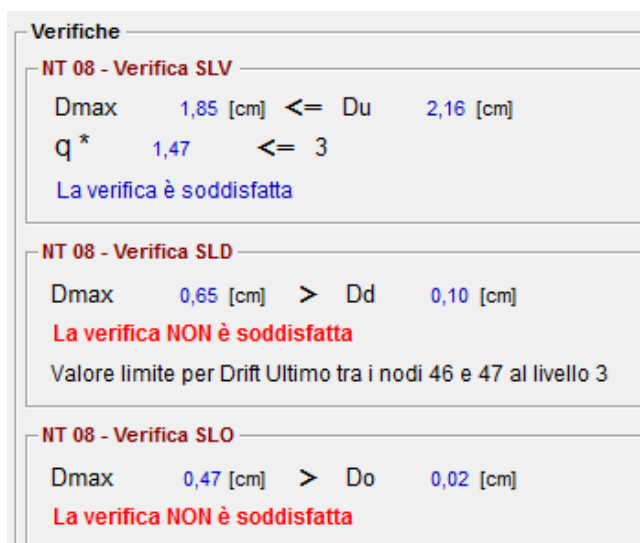 Verifiche
NT 08 - Verifica SLV
Dmax 1,85 [cm] <= Du 2,16 [cm]
q * 1,47 <= 3
La verifica è soddisfatta
NT 08 - Verifica SLD
Dmax 0,65 [cm] > Dd 0,10 [cm]
La verifica NON è soddisfatta
Valore limite per Drift Ultimo tra i nodi 46 e 47 al livello 3
NT 08 - Verifica SLO
Dmax 0,47 [cm] > Do 0,02 [cm]
La verifica NON è soddisfatta